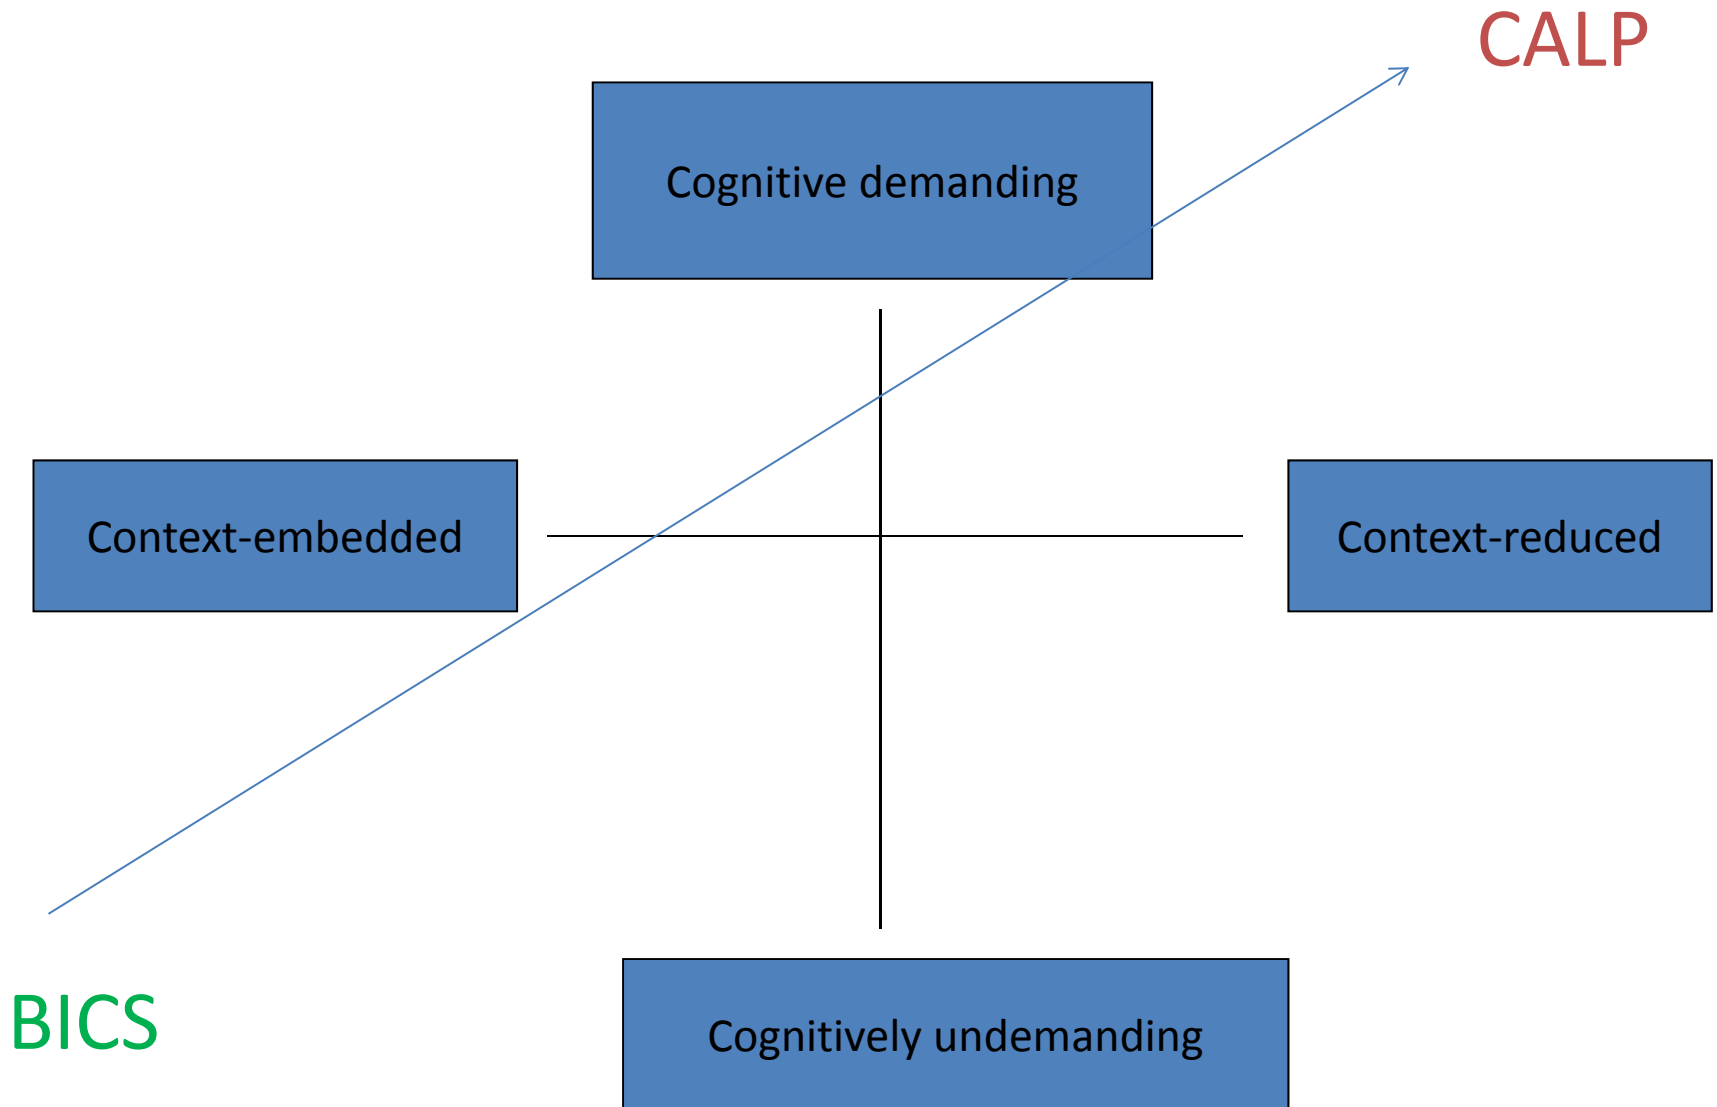 CALP
Cognitive demanding
Context-embedded
Context-reduced
BICS
Cognitively undemanding